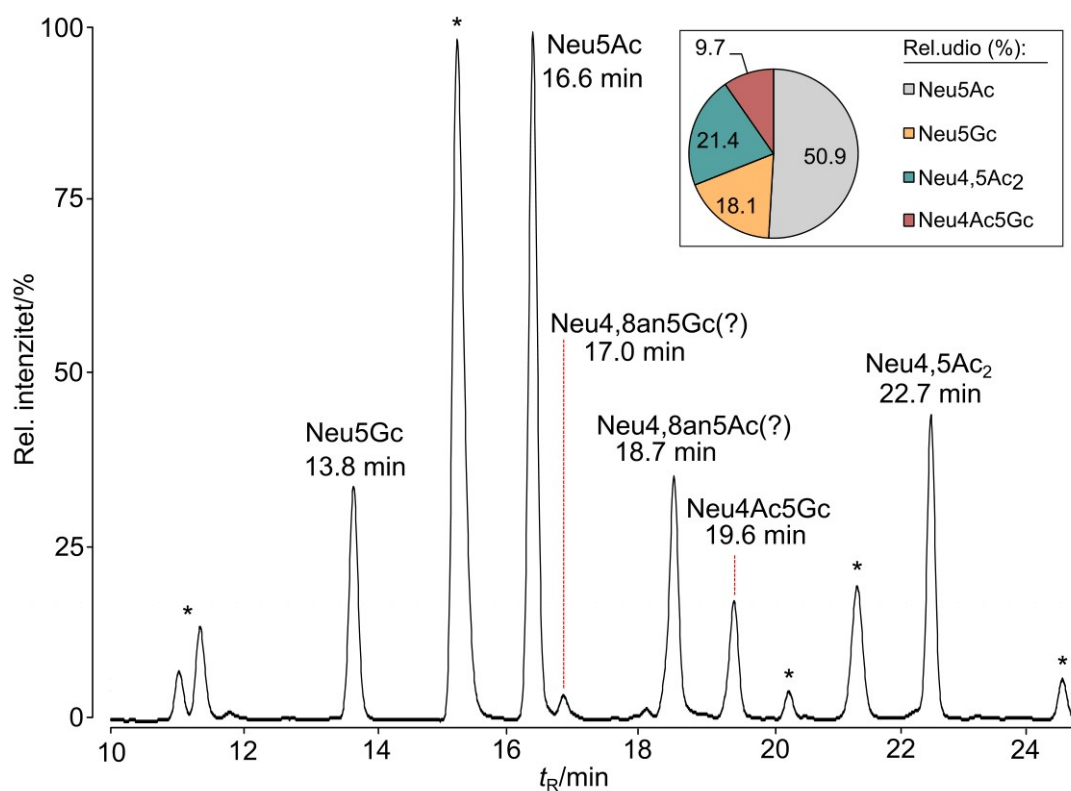 Rel. intenzitet/%
100
75
50
25
0
10
12
14
16
18
20
22
24
tR/min
*
Neu5Gc
13.8 min
*
Neu5Ac
16.6 min
Neu4,8an5Gc(?)
17.0 min
Neu4,8an5Ac(?)
18.7 min
Neu4Ac5Gc
19.6 min
*
*
Neu4,5Ac2
22.7 min
*
9.7
21.4
18.1
50.9
Rel.udio (%):
Neu5Ac
Neu5Gc
Neu4,5Ac2
Neu4Ac5Gc